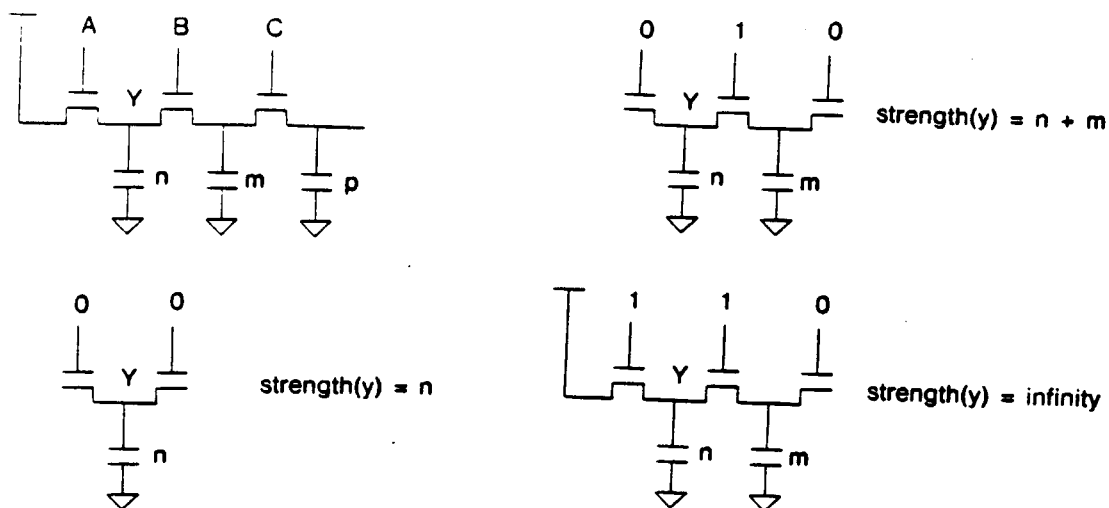 A B C
Y
n m p
0 1 0
Y
strength(y) = n + m
n m
0 0
Y
strength(y) = n
n
1 1 0
Y
strength(y) = infinity
n m